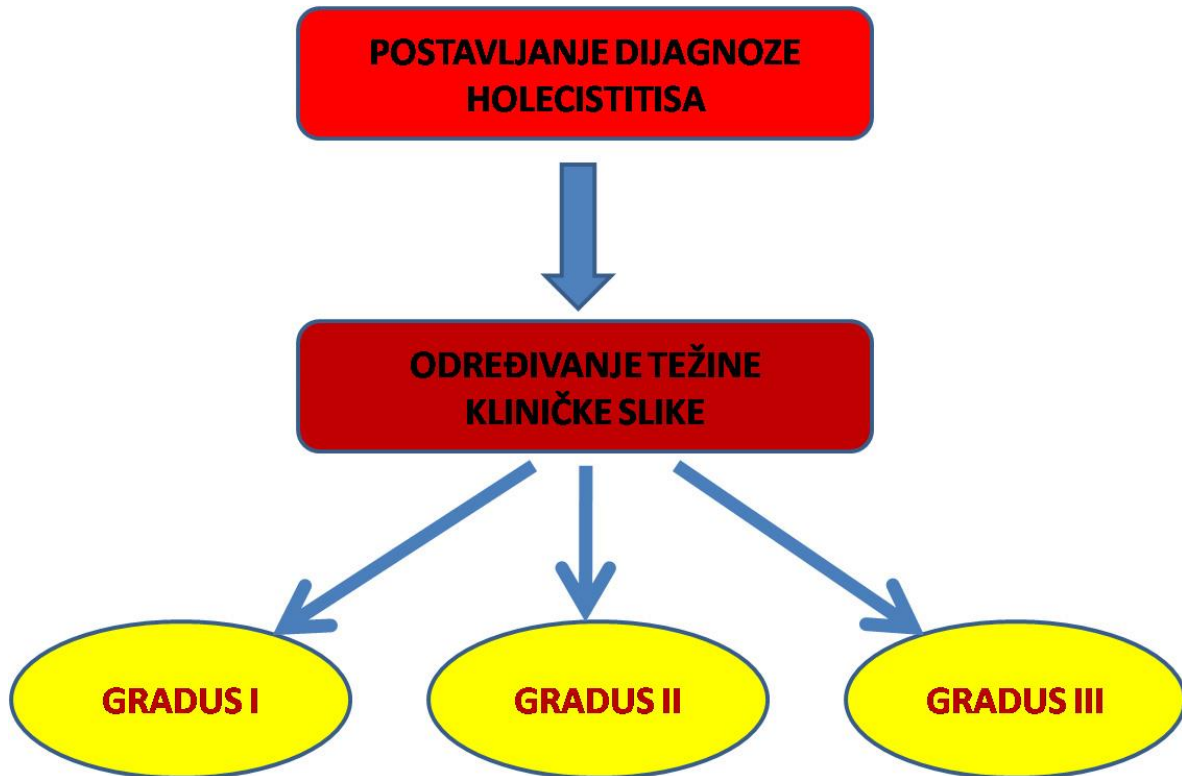 POSTAVLJANJE DIJAGNOZE
HOLECISTITISA
ODREĐIVANJE TEŽINE
KLINIČKE SLIKE
GRADUS I
GRADUS II
GRADUS III